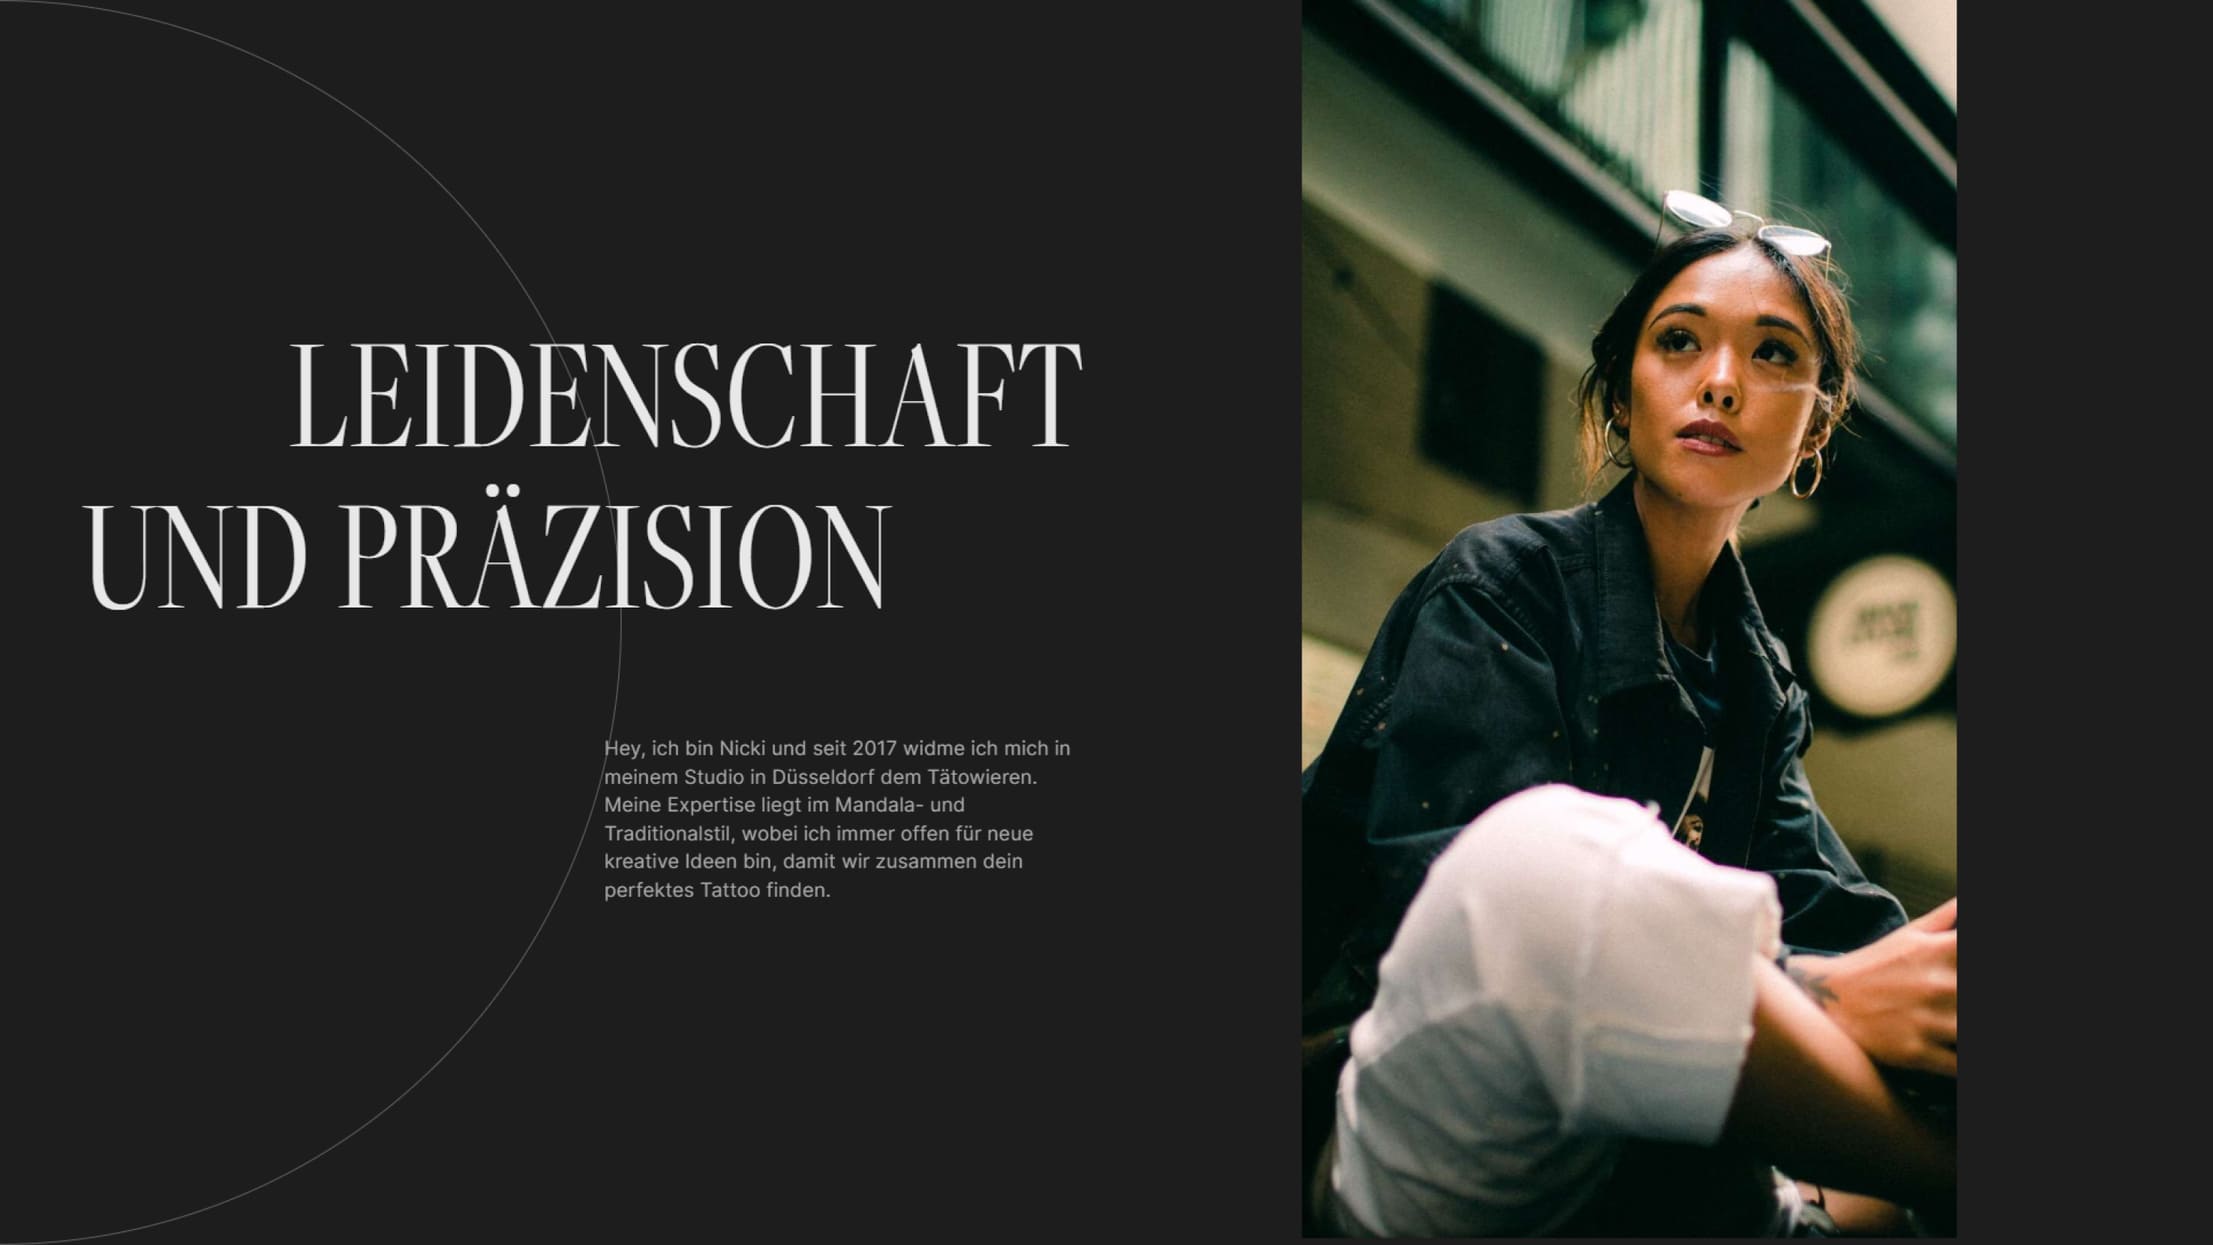 LEIDENSCHAFT
UND PRÄZISION
Hey, ich bin Nicki und seit 2017 widme ich mich in
meinem Studio in Düsseldorf dem Tätowieren.
Meine Expertise liegt im Mandala- und
Traditionalstil, wobei ich immer offen für neue
kreative Ideen bin, damit wir zusammen dein
perfektes Tattoo finden.